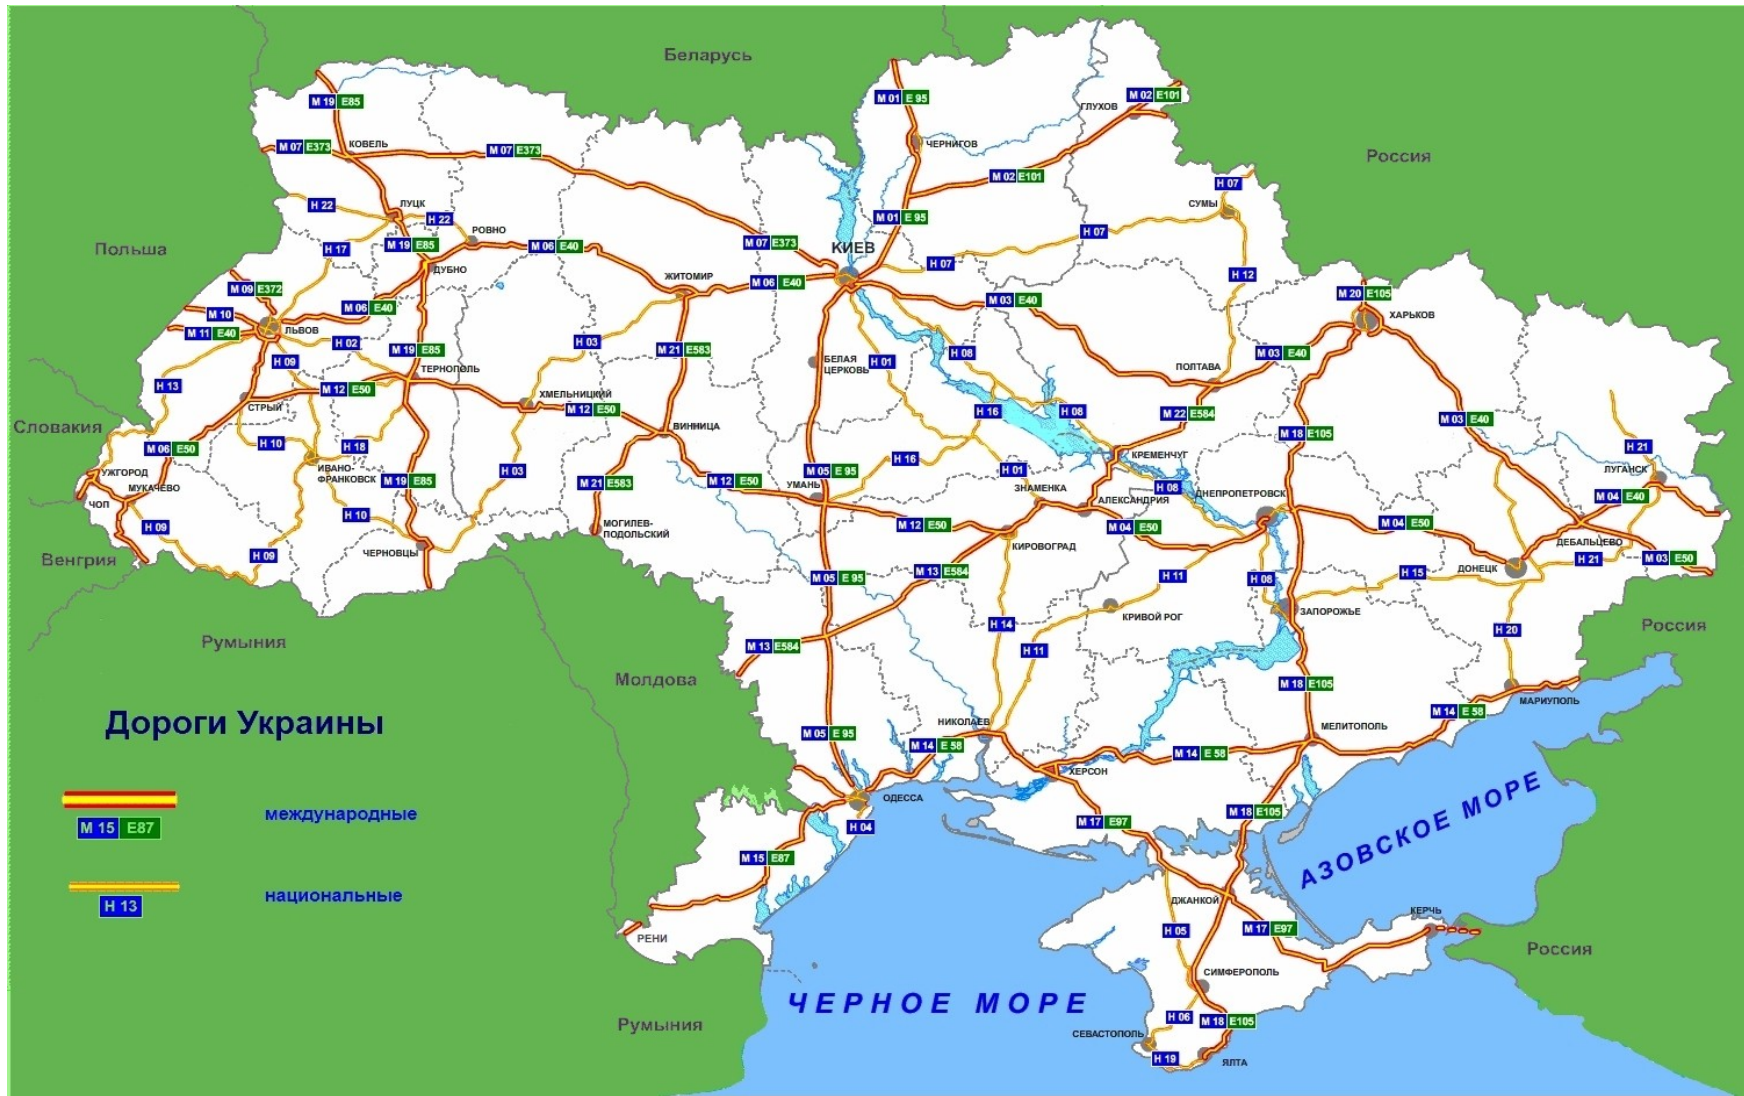 Беларусь
М 19 E85
М 01 E 95
М 02 E101
ГЛУХОВ
М 07 E373
КОВЕЛЬ
М 07 E373
ЧЕРНИГОВ
Россия
М 02 E101
Н 07
Н 22
ЛУЦК
Н 22
СУМЫ
М 01 E 95
РОВНО
Н 07
Польша
Н 17
М 19 E85
М 06 E40
М 07 E373
КИЕВ
Н 07
ДУБНО
ЖИТОМИР
Н 12
М 09 E372
М 06 E40
М 20 E105
М 10
М 06 E40
М 03 E40
ХАРЬКОВ
М 11 E40
ЛЬВОВ
Н 02
Н 03
М 19 E85
М 21 E583
Н 08
М 03 E40
Н 09
БЕЛАЯ
ЦЕРКОВЬ
Н 01
ТЕРНОПОЛЬ
ПОЛТАВА
Н 13
М 12 E50
ХМЕЛЬНИЦКИЙ
СТРЫЙ
М 12 E50
Н 16
Н 08
М 22 E584
М 03 E40
Словакия
ВИННИЦА
М 18 E105
Н 10
Н 18
М 06 E50
Н 21
КРЕМЕНЧУГ
Н 16
УЖГОРОД
ИВАНО-
ФРАНКОВСК
Н 03
М 05 E 95
Н 01
ЛУГАНСК
М 19 E85
М 21 E583
М 12 E50
УМАНЬ
ЗНАМЕНКА
Н 08
МУКАЧЕВО
ДНЕПРОПЕТРОВСК
М 04 E40
ЧОП
АЛЕКСАНДРИЯ
Н 10
Н 09
МОГИЛЕВ-
ПОДОЛЬСКИЙ
М 12 E50
М 04 E50
М 04 E50
ДЕБАЛЬЦЕВО
Венгрия
Н 09
ЧЕРНОВЦЫ
КИРОВОГРАД
Н 21
М 03 E50
ДОНЕЦК
М 05 E 95
М 13 E584
Н 11
Н 08
Н 15
ЗАПОРОЖЬЕ
КРИВОЙ РОГ
Н 14
Н 20
Россия
Румыния
М 13 E584
Н 11
Молдова
М 18 E105
МАРИУПОЛЬ
Дороги Украины
НИКОЛАЕВ
М 14 E 58
МЕЛИТОПОЛЬ
М 05 E 95
М 14 E 58
М 14 E 58
ХЕРСОН
ОДЕССА
АЗОВСКОЕ МОРЕ
международные
М 15 E87
М 18 E105
Н 04
М 17 E97
М 15 E87
национальные
Н 13
ДЖАНКОЙ
КЕРЧЬ
РЕНИ
Н 05
М 17 E97
Россия
СИМФЕРОПОЛЬ
ЧЕРНОЕ МОРЕ
Румыния
Н 06
М 18 E105
СЕВАСТОПОЛЬ
Н 19
ЯЛТА